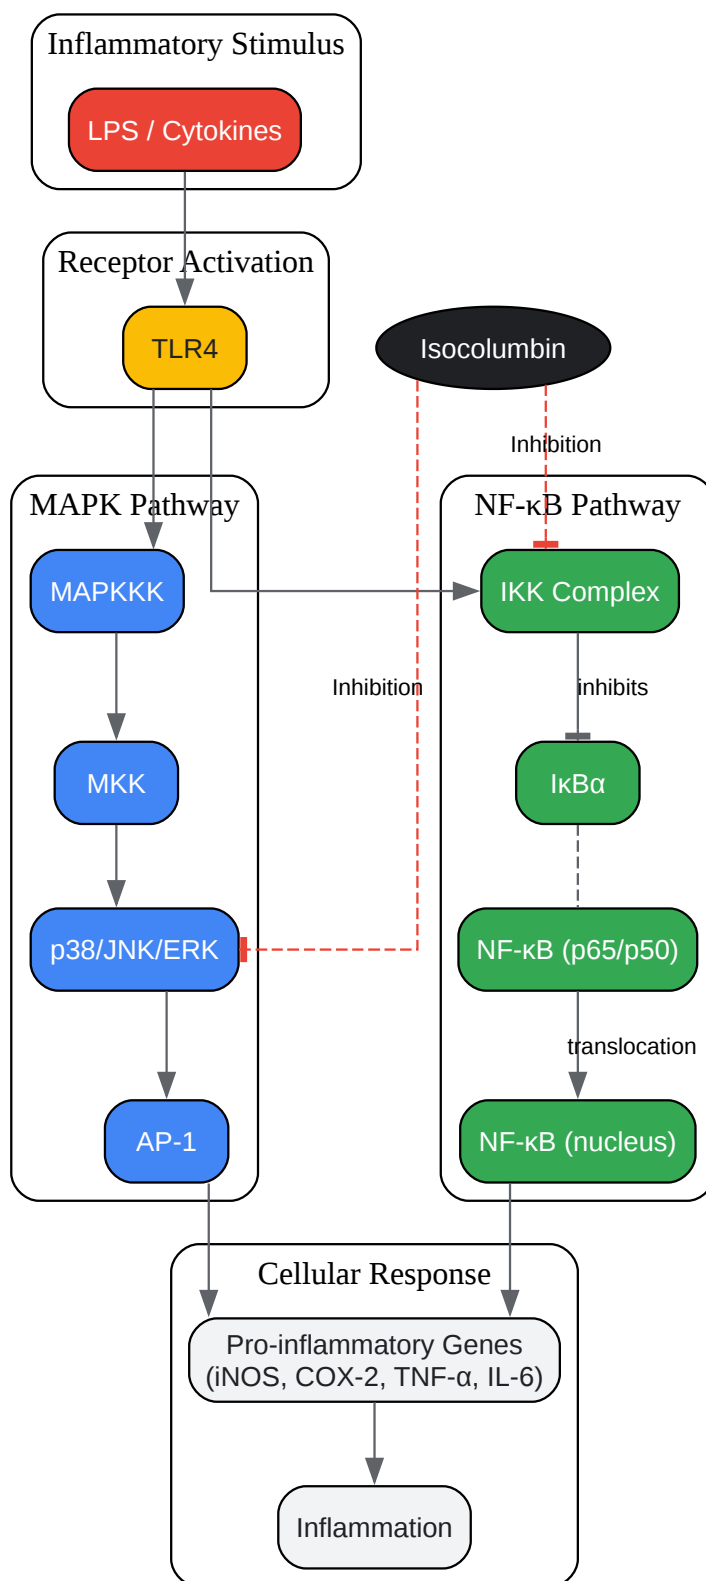 Inflammatory Stimulus
LPS / Cytokines
Receptor Activation
TLR4
Isocolumbin
Inhibition
MAPK Pathway
NF-κB Pathway
MAPKKK
IKK Complex
Inhibition
inhibits
MKK
IκBα
p38/JNK/ERK
NF-κB (p65/p50)
translocation
AP-1
NF-κB (nucleus)
Cellular Response
Pro-inflammatory Genes
(iNOS, COX-2, TNF-α, IL-6)
Inflammation